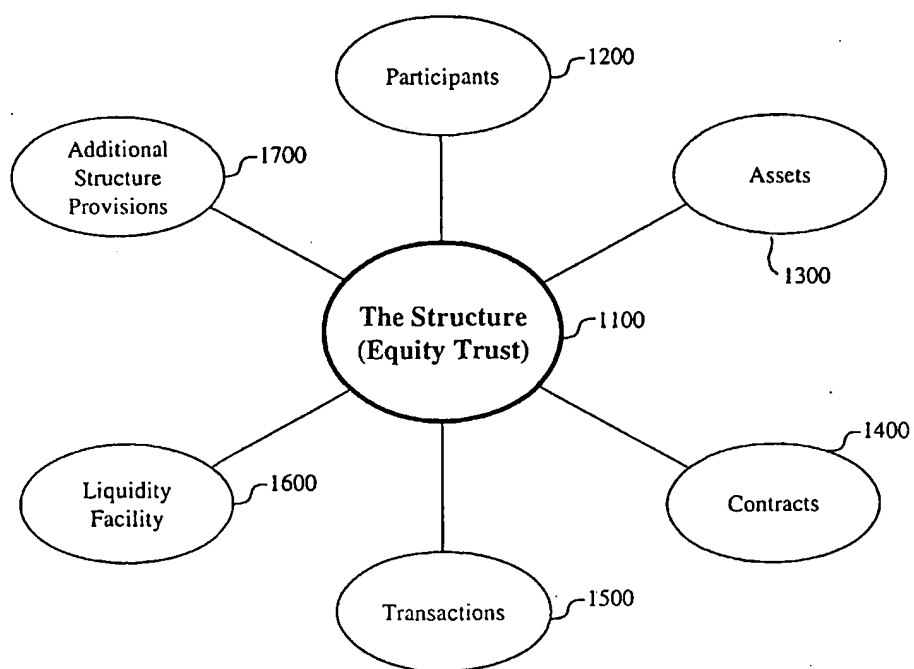 Participants
1200
Additional
Structure
Provisions
1700
Assets
1300
The Structure
(Equity Trust)
1100
Liquidity
Facility
1600
1400
Contracts
Transactions
1500